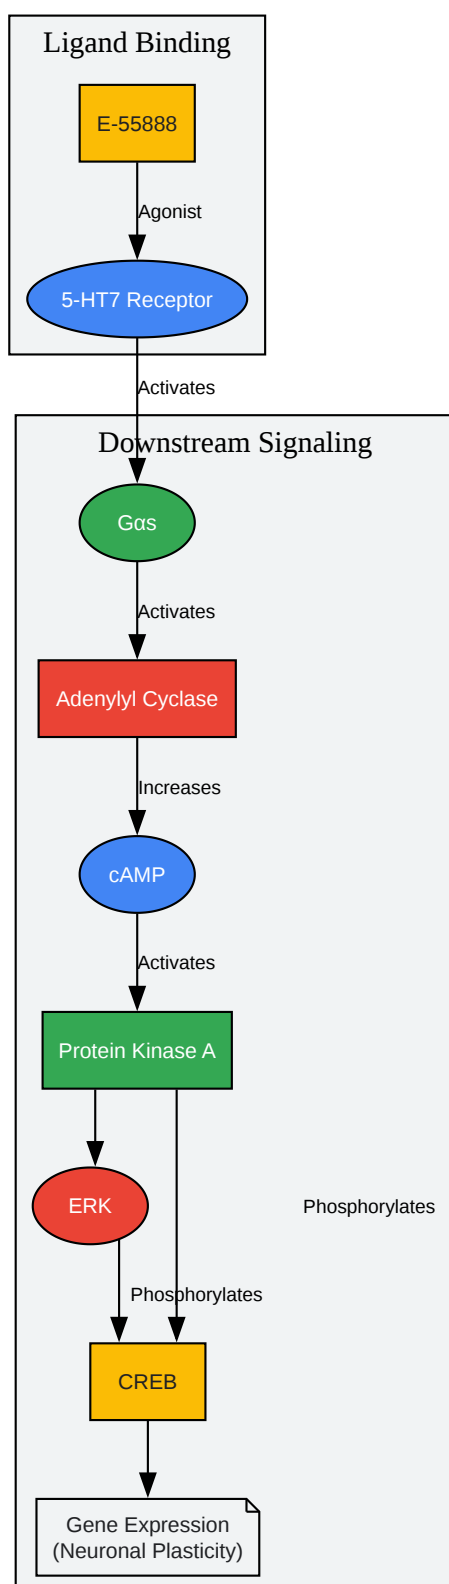 Ligand Binding
E-55888
Agonist
5-HT7 Receptor
Activates
Downstream Signaling
Gαs
Activates
Adenylyl Cyclase
Increases
cAMP
Activates
Protein Kinase A
ERK
Phosphorylates
Phosphorylates
CREB
Gene Expression
(Neuronal Plasticity)